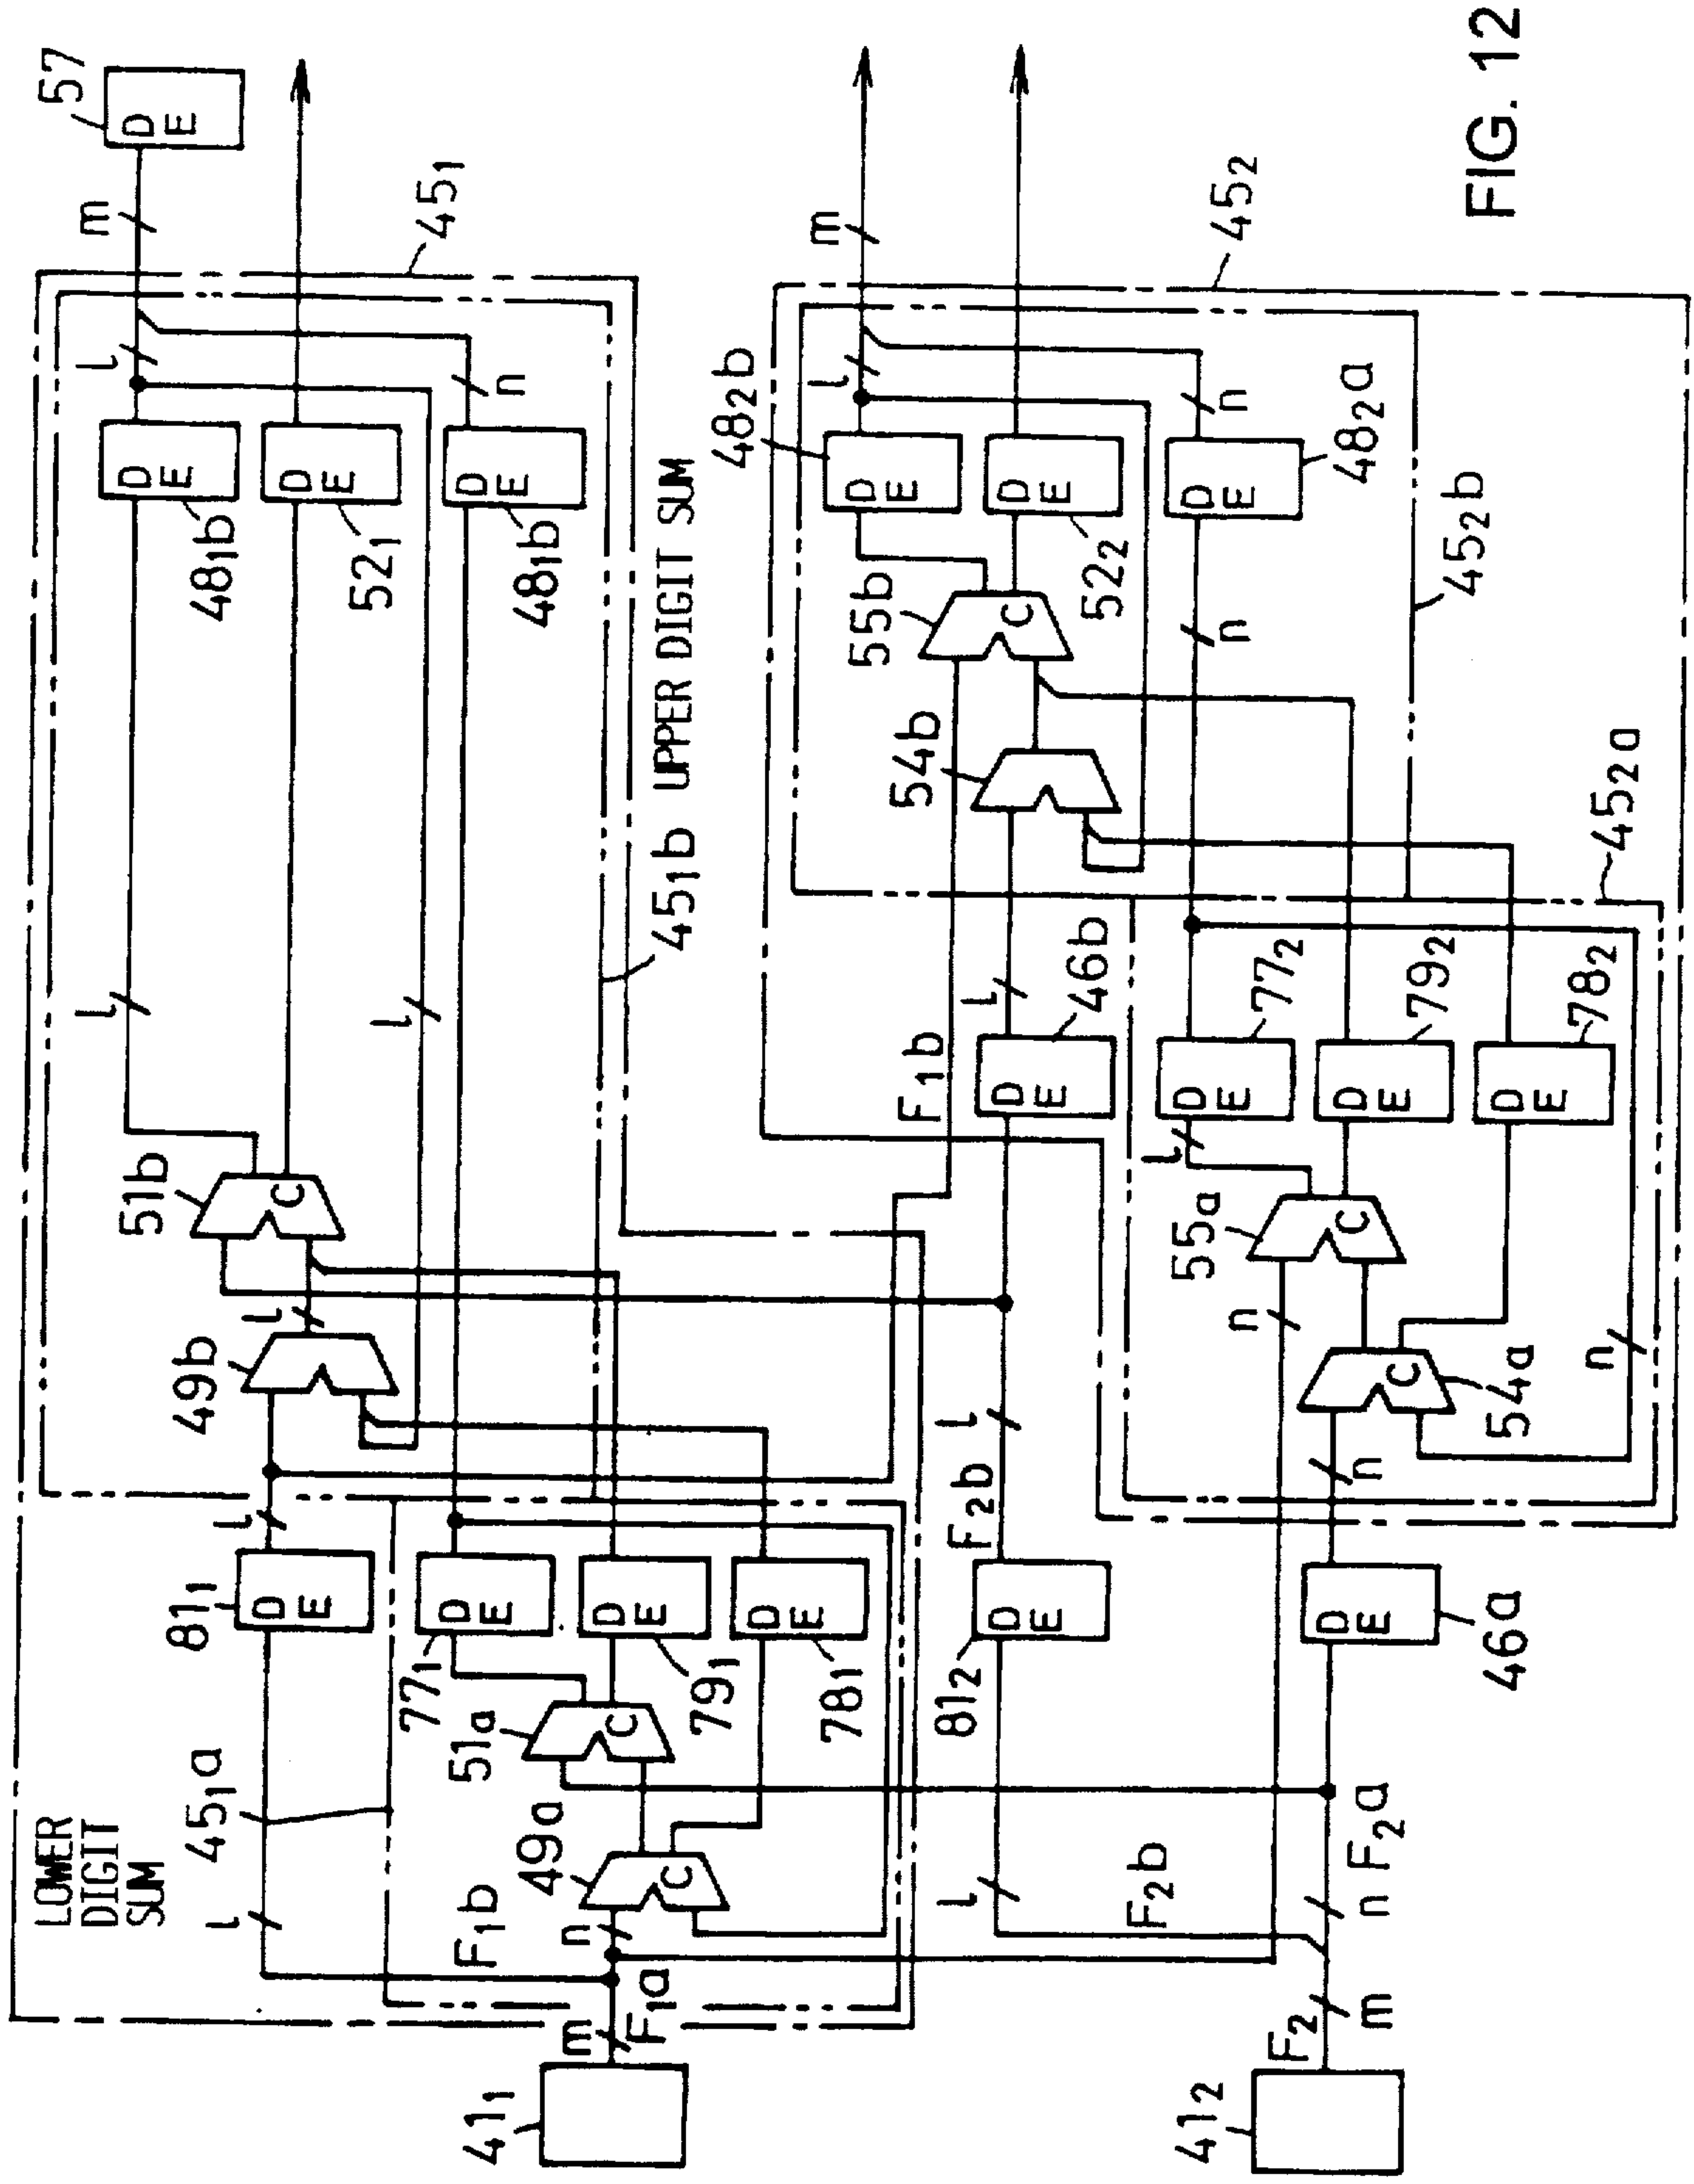 57
D
E
m
45₁
l
n
D
E
48₁b
D
E
52₁
D
E
48₁b
UPPER DIGIT SUM
45₁b
l
l
51b
C
l
49b
l
81₁
D
E
77₁
D
E
79₁
D
E
78₁
D
E
51a
C
49a
C
LOWER
DIGIT
SUM
45₁a
l
F₁b
n
F₁a
m
41₁
FIG. 12
m
45₂
l
n
48₂b
D
E
52₂
D
E
48₂a
D
E
55b
C
n
45₂b
54b
45₂a
F₁b
l
46b
D
E
77₂
D
E
79₂
D
E
78₂
D
E
l
55a
C
n
54a
C
n
n
l
F₂b
81₂
D
E
46a
D
E
l
F₂b
F₂a
n
F₂
m
41₂